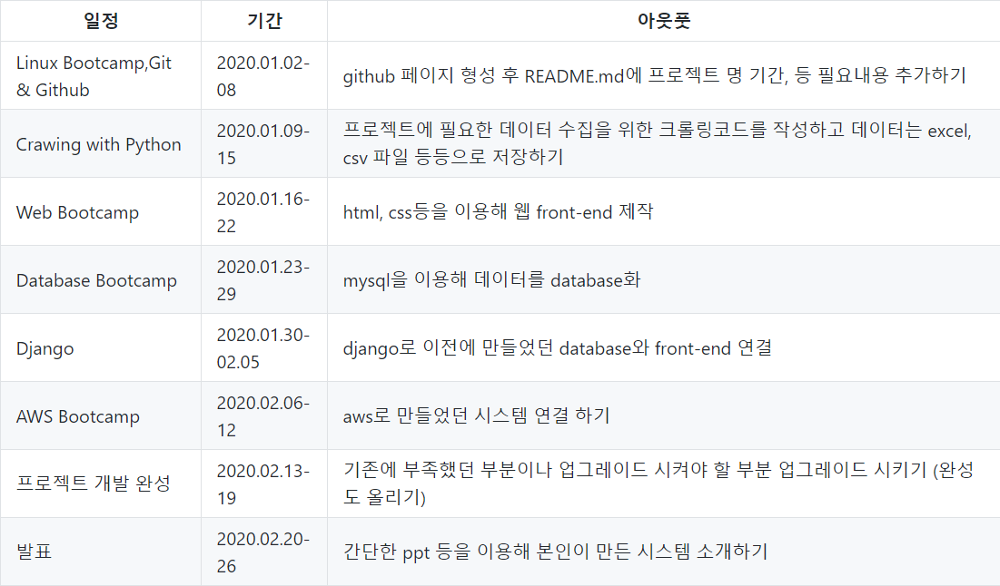 일정 기간 아웃풋
Linux Bootcamp,Git
& Github
2020.01.02-
08
github 페이지 형성 후 README.md에 프로젝트 명 기간, 등 필요내용 추가하기
Crawing with Python
2020.01.09-
15
프로젝트에 필요한 데이터 수집을 위한 크롤링코드를 작성하고 데이터는 excel,
csv 파일 등등으로 저장하기
Web Bootcamp
2020.01.16-
22
html, css등을 이용해 웹 front-end 제작
Database Bootcamp
2020.01.23-
29
mysql을 이용해 데이터를 database화
Django
2020.01.30-
02.05
django로 이전에 만들었던 database와 front-end 연결
AWS Bootcamp
2020.02.06-
12
aws로 만들었던 시스템 연결 하기
프로젝트 개발 완성
2020.02.13-
19
기존에 부족했던 부분이나 업그레이드 시켜야 할 부분 업그레이드 시키기 (완성
도 올리기)
발표
2020.02.20-
26
간단한 ppt 등을 이용해 본인이 만든 시스템 소개하기